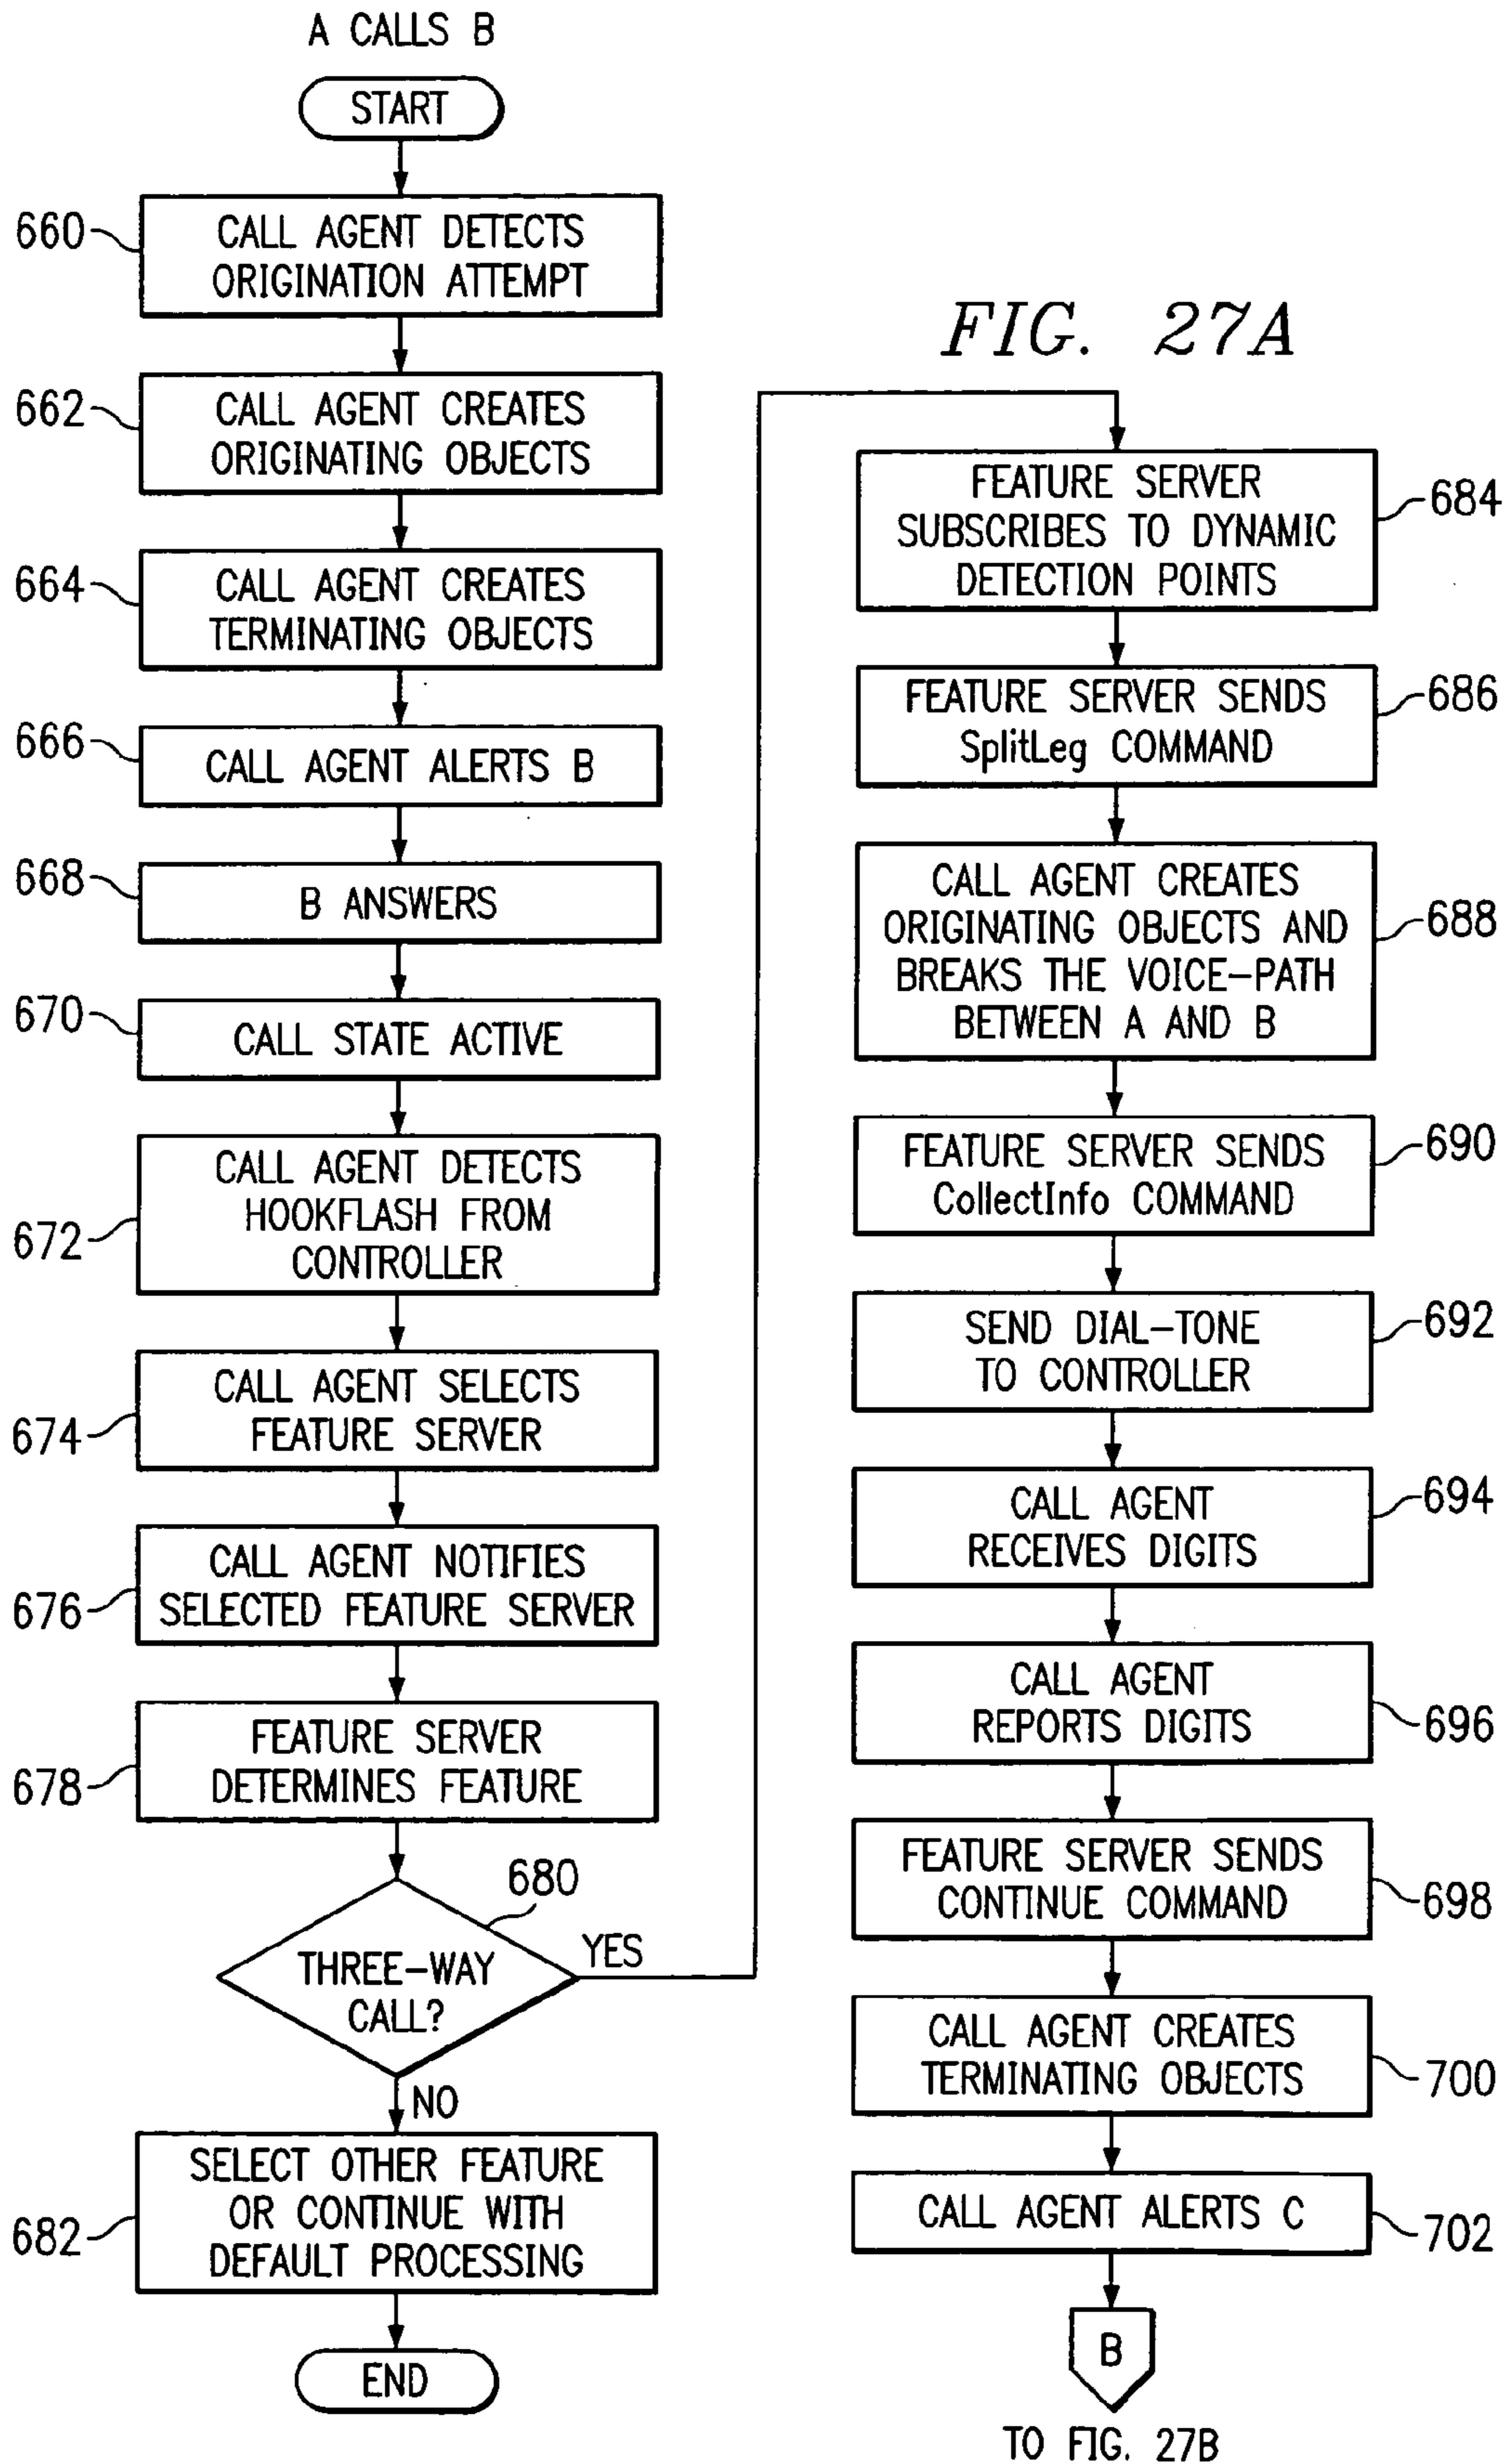 A CALLS B
START
660
CALL AGENT DETECTS
ORIGINATION ATTEMPT
662
CALL AGENT CREATES
ORIGINATING OBJECTS
664
CALL AGENT CREATES
TERMINATING OBJECTS
666
CALL AGENT ALERTS B
668
B ANSWERS
670
CALL STATE ACTIVE
672
CALL AGENT DETECTS
HOOKFLASH FROM
CONTROLLER
674
CALL AGENT SELECTS
FEATURE SERVER
676
CALL AGENT NOTIFIES
SELECTED FEATURE SERVER
678
FEATURE SERVER
DETERMINES FEATURE
680
THREE-WAY
CALL?
YES
NO
682
SELECT OTHER FEATURE
OR CONTINUE WITH
DEFAULT PROCESSING
END
FIG. 27A
FEATURE SERVER
SUBSCRIBES TO DYNAMIC
DETECTION POINTS
684
FEATURE SERVER SENDS
SplitLeg COMMAND
686
CALL AGENT CREATES
ORIGINATING OBJECTS AND
BREAKS THE VOICE-PATH
BETWEEN A AND B
688
FEATURE SERVER SENDS
CollectInfo COMMAND
690
SEND DIAL-TONE
TO CONTROLLER
692
CALL AGENT
RECEIVES DIGITS
694
CALL AGENT
REPORTS DIGITS
696
FEATURE SERVER SENDS
CONTINUE COMMAND
698
CALL AGENT CREATES
TERMINATING OBJECTS
700
CALL AGENT ALERTS C
702
B
TO FIG. 27B